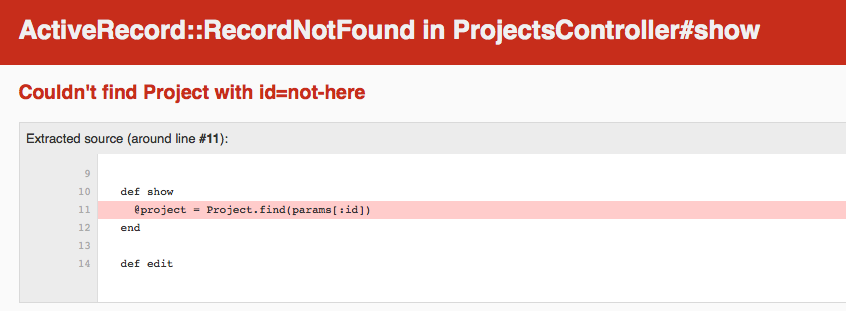 ActiveRecord::RecordNotFound in ProjectsController#show
Couldn't find Project with id=not-here
Extracted source (around line #11):
9
10 def show
11 @project = Project.find(params[:id])
12 end
13
14 def edit